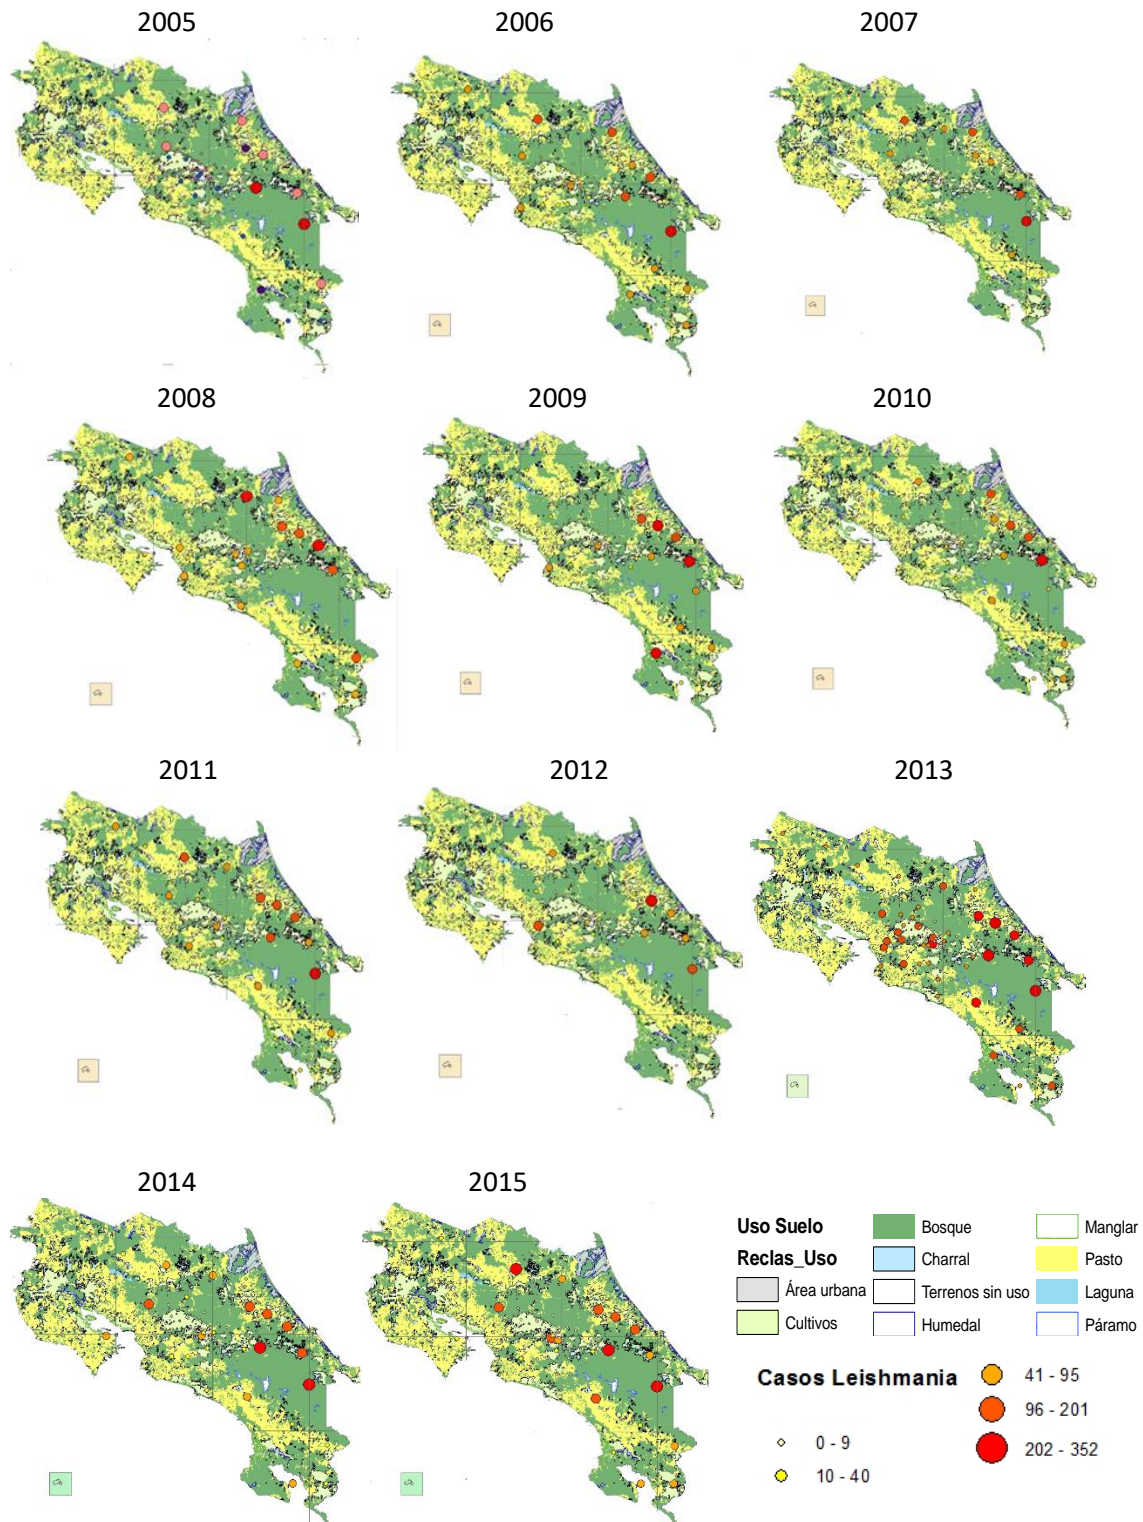 2005
2006
2007
2008
2009
2010
2011
2012
2013
2014
2015
Uso Suelo
Reclas_Uso
Área urbana
Cultivos
Bosque
Charral
Terrenos sin uso
Humedal
Manglar
Pasto
Laguna
Páramo
Casos Leishmania
0 - 9
10 - 40
41 - 95
96 - 201
202 - 352